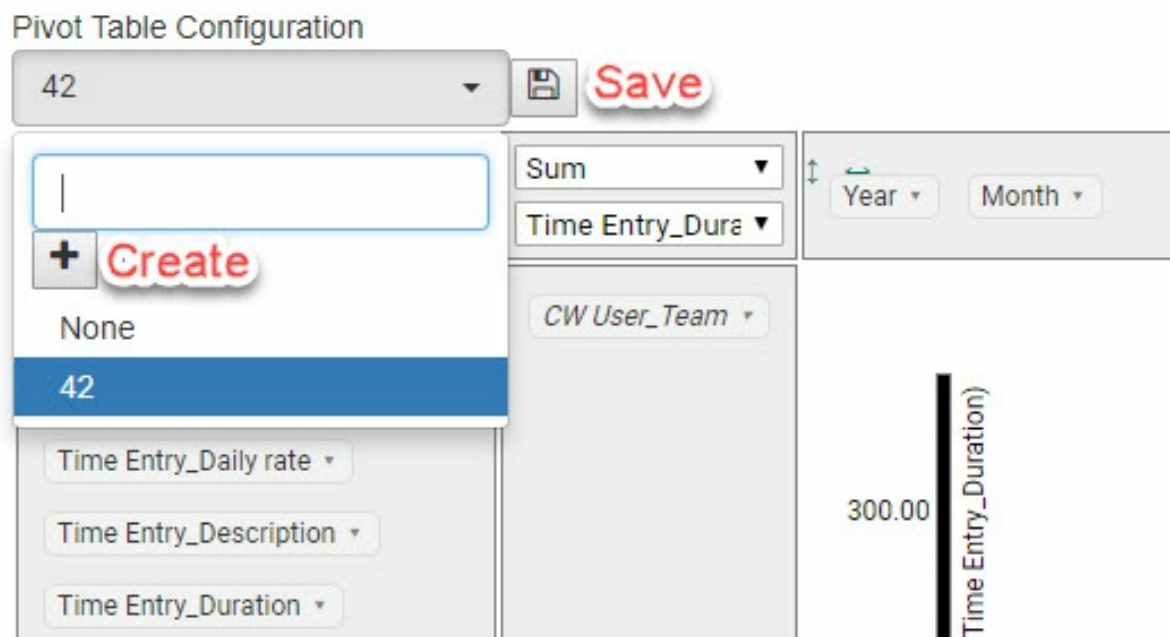 Pivot Table Configuration
42
Save
Sum
Time Entry_Dura
Year
Month
Create
None
42
CW User_Team
Time Entry_Daily rate
Time Entry_Description
Time Entry_Duration
300.00
Time Entry_Duration)